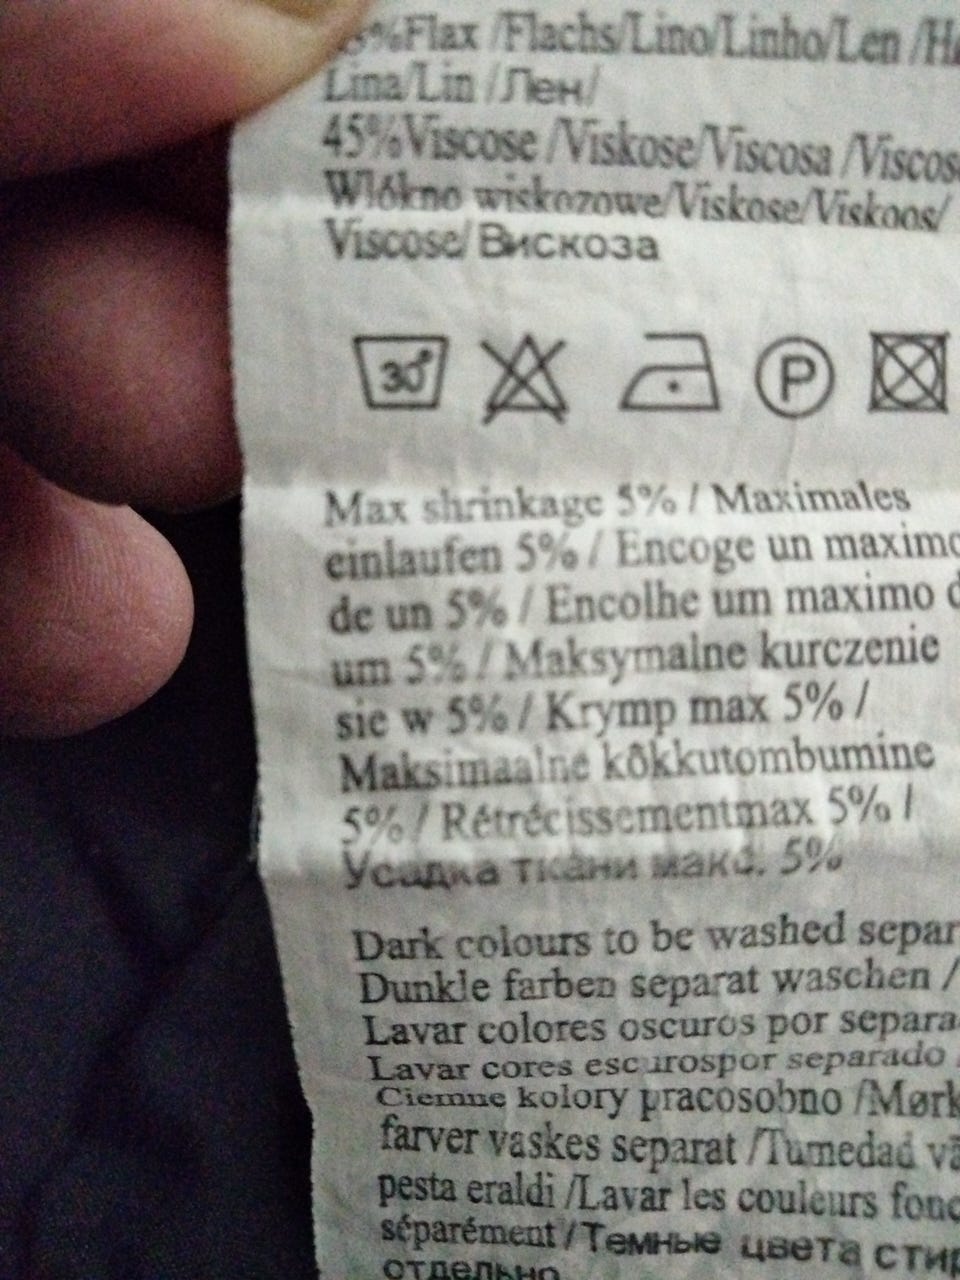 %Flax /Flachs/Lino/Linho/Len
Lina/Lin /Лен/
45%Viscose /Viskose/Viscosa
Wlókno wiskozowe/Viskose/Viskoos/
Viscose/Вискоза
30°
P
Max shrinkage 5% / Maximales
einlaufen 5% / Encoge un maximo
de un 5% / Encolhe um maximo
um 5% / Maksymalne kurczenie
sie w 5% / Krymp max 5% /
Maksimaalne kôkkutombumine
5% / Rétrécissementmax 5% /
Усадка ткани макс. 5%
Dark colours to be washed
Dunkle farben separat waschen /
Lavar colores oscuros por
Lavar cores escurospor separado
Ciemne kolory pracosobno
farver vaskes separat /Tumedad
pesta eraldi /Lavar les couleurs
séparément / Темные цвета
отдельно